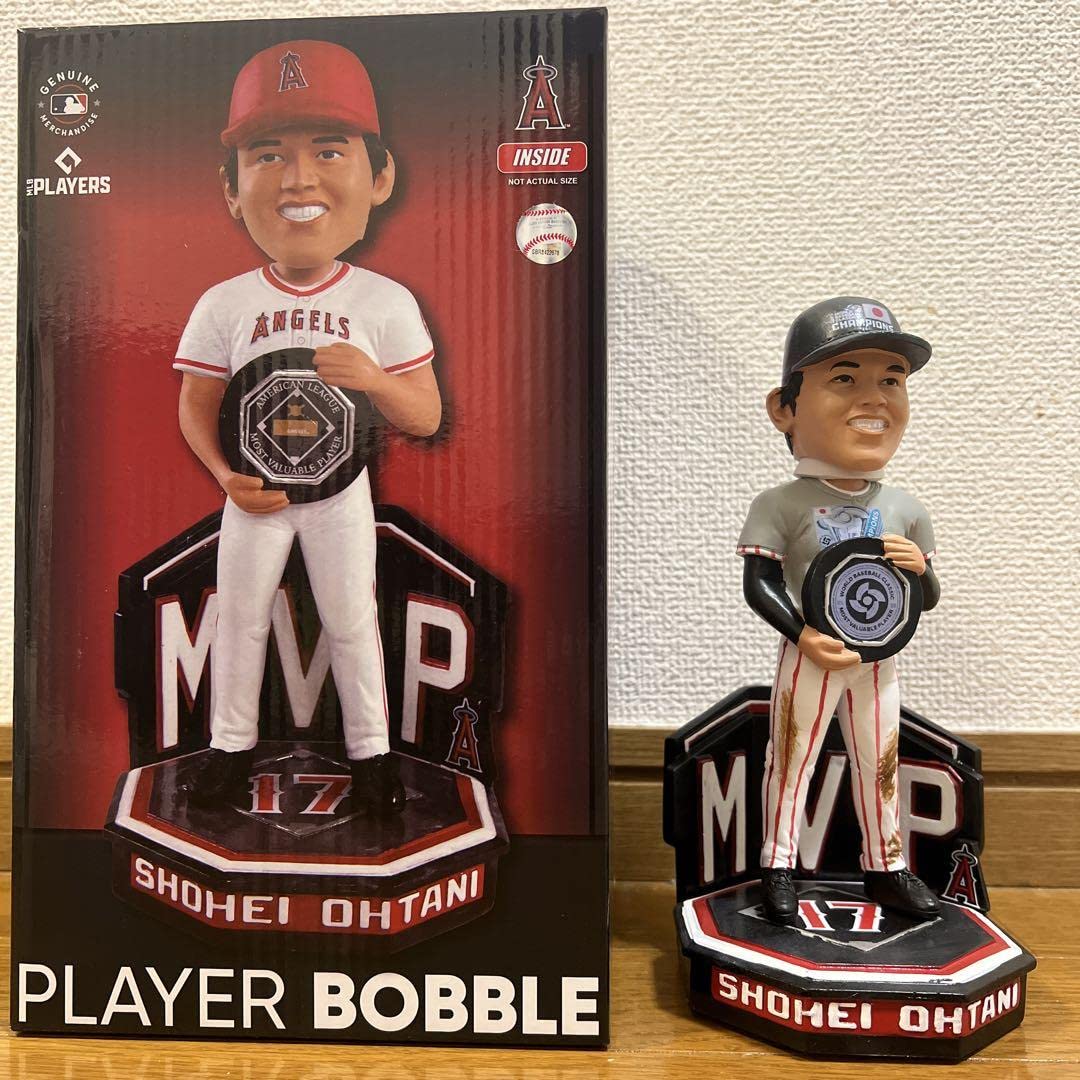 GENUINE
MERCHANDISE
MLB PLAYERS
A
A
INSIDE
NOT ACTUAL SIZE
ANGELS
AMERICAN LEAGUE
MOST VALUABLE PLAYER
MVP
A
17
SHOHEI OHTANI
PLAYER BOBBLE
CHAMPIONS
WORLD BASEBALL CLASSIC
MOST VALUABLE PLAYER
MVP
A
17
SHOHEI OHTANI